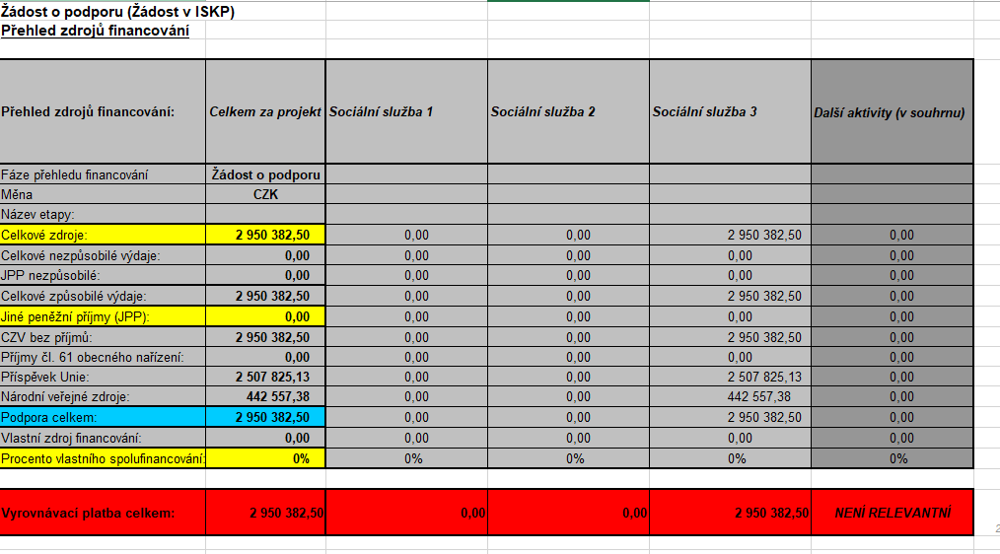 Žádost o podporu (Žádost v ISKP)
Přehled zdrojů financování
Přehled zdrojů financování: Celkem za projekt Sociální služba 1 Sociální služba 2 Sociální služba 3 Další aktivity (v souhrnu)
Fáze přehledu financování Žádost o podporu
Měna CZK
Název etapy:
Celkové zdroje: 2 950 382,50 0,00 0,00 2 950 382,50 0,00
Celkové nezpůsobilé výdaje: 0,00 0,00 0,00 0,00 0,00
JPP nezpůsobilé: 0,00 0,00 0,00 0,00 0,00
Celkové způsobilé výdaje: 2 950 382,50 0,00 0,00 2 950 382,50 0,00
Jiné peněžní příjmy (JPP): 0,00 0,00 0,00 0,00 0,00
CZV bez příjmů: 2 950 382,50 0,00 0,00 2 950 382,50 0,00
Příjmy čl. 61 obecného nařízení: 0,00 0,00 0,00 0,00 0,00
Příspěvek Unie: 2 507 825,13 0,00 0,00 2 507 825,13 0,00
Národní veřejné zdroje: 442 557,38 0,00 0,00 442 557,38 0,00
Podpora celkem: 2 950 382,50 0,00 0,00 2 950 382,50 0,00
Vlastní zdroj financování: 0,00 0,00 0,00 0,00 0,00
Procento vlastního spolufinancování: 0% 0% 0% 0% 0%
Vyrovnávací platba celkem: 2 950 382,50 0,00 0,00 2 950 382,50 NENÍ RELEVANTNÍ